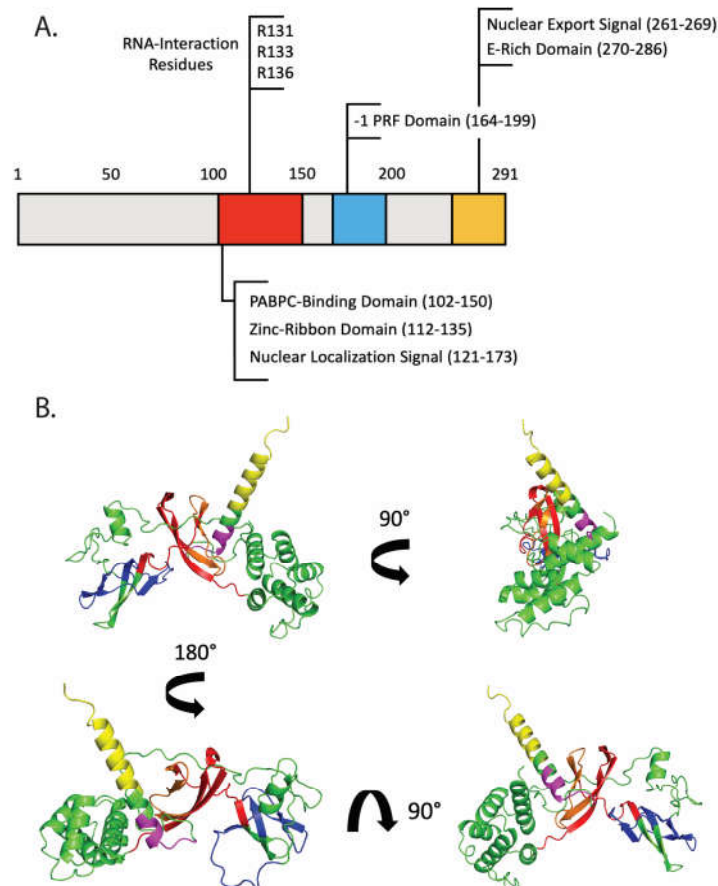 A.
RNA-Interaction
Residues
R131
R133
R136
Nuclear Export Signal (261-269)
E-Rich Domain (270-286)
-1 PRF Domain (164-199)
1 50 100 150 200 291
PABPC-Binding Domain (102-150)
Zinc-Ribbon Domain (112-135)
Nuclear Localization Signal (121-173)
B.
90°
180°
90°